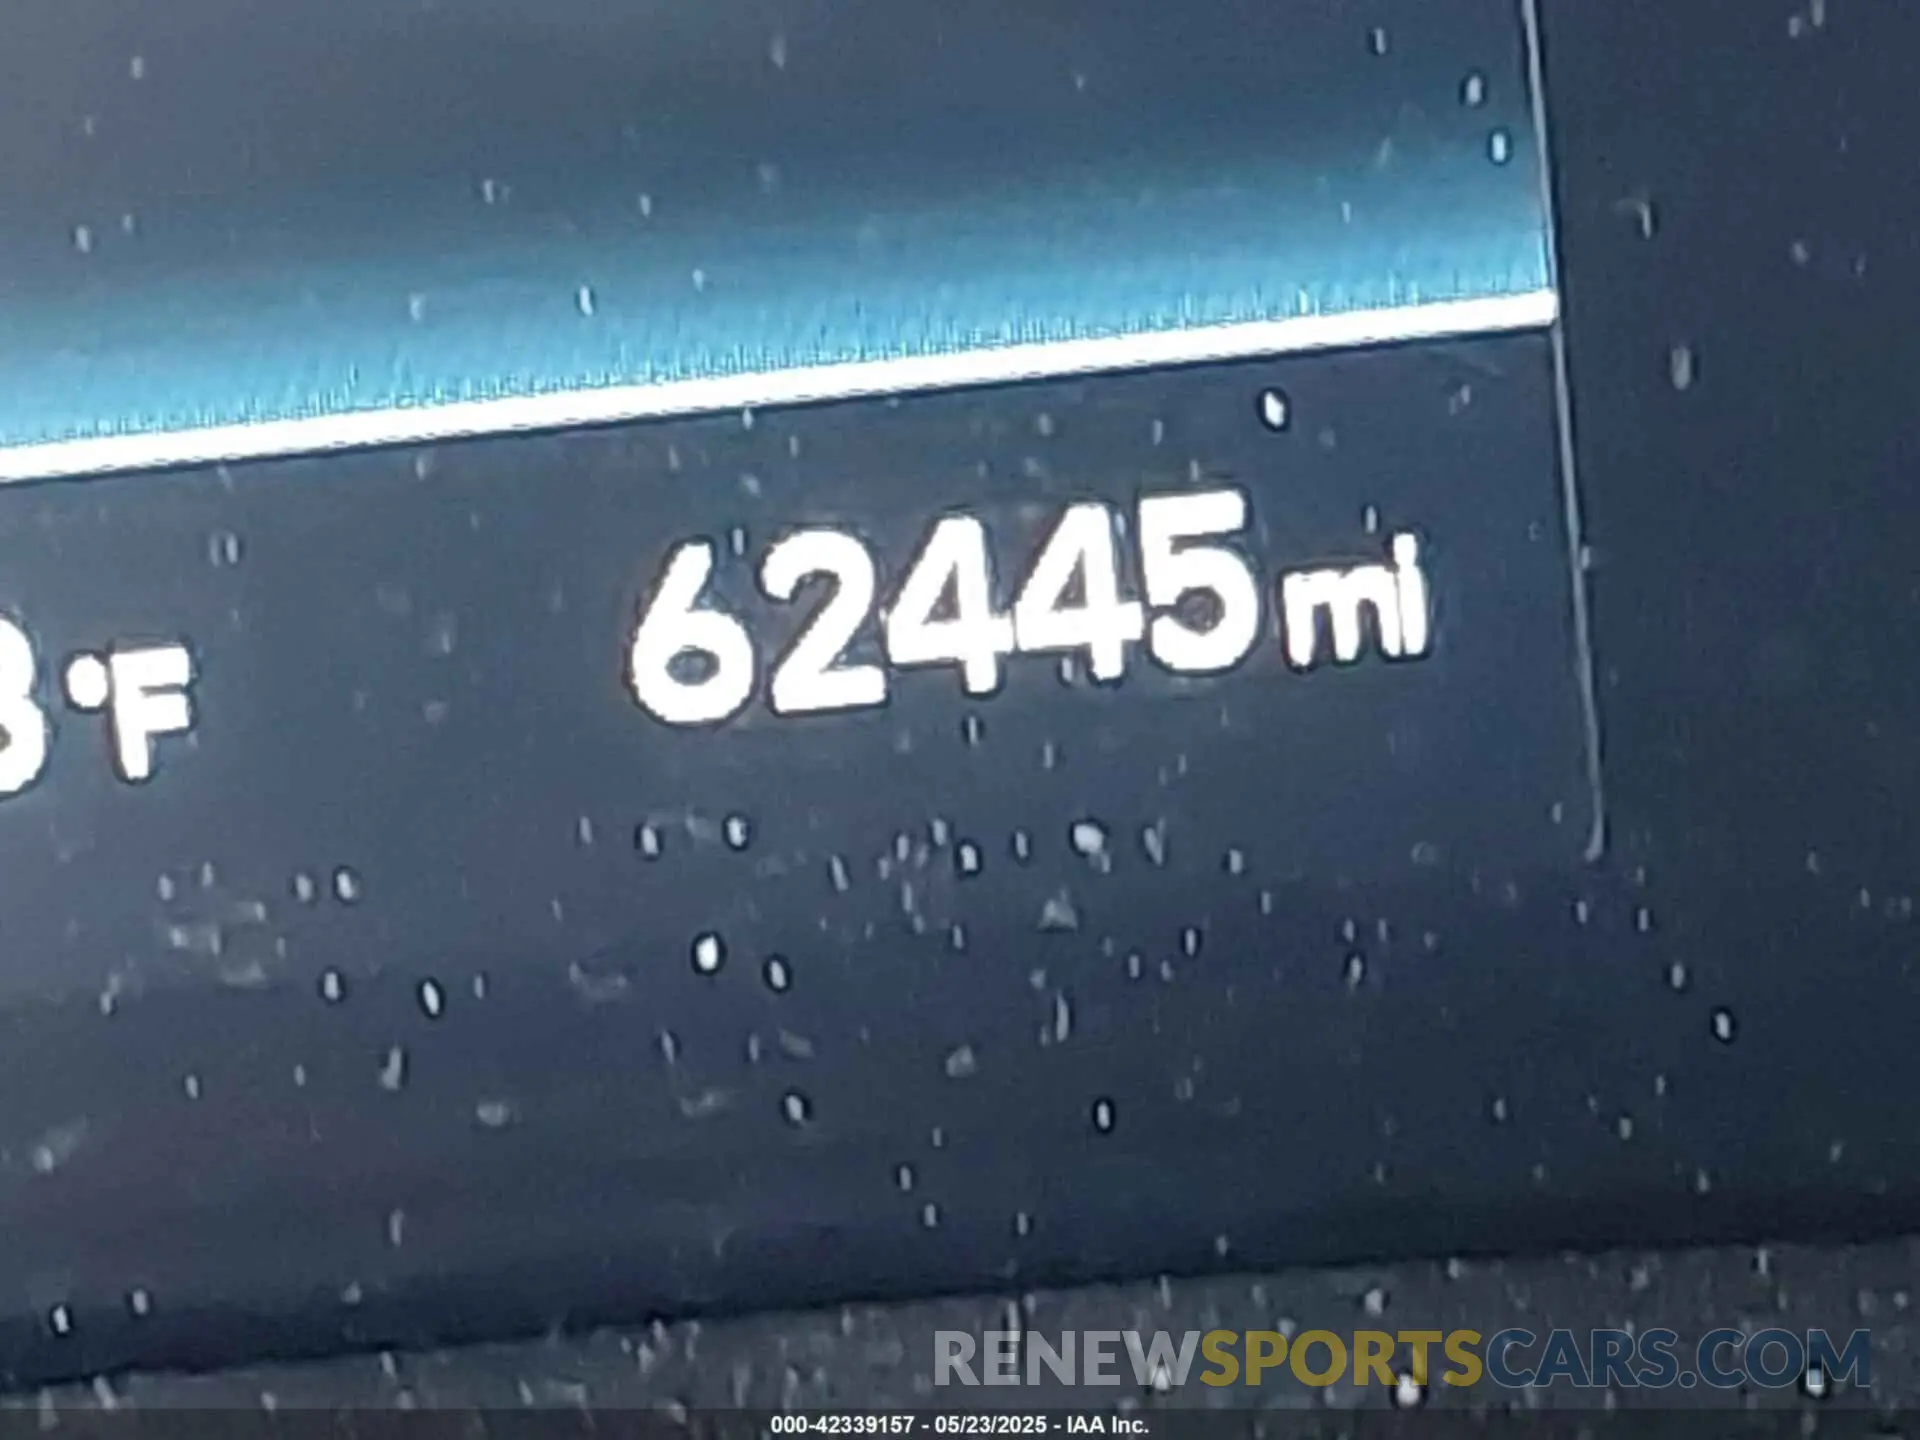 62445 mi
°F
RENEWSPORTSCARS.COM
000-42339157 - 05/23/2025 - IAA Inc.